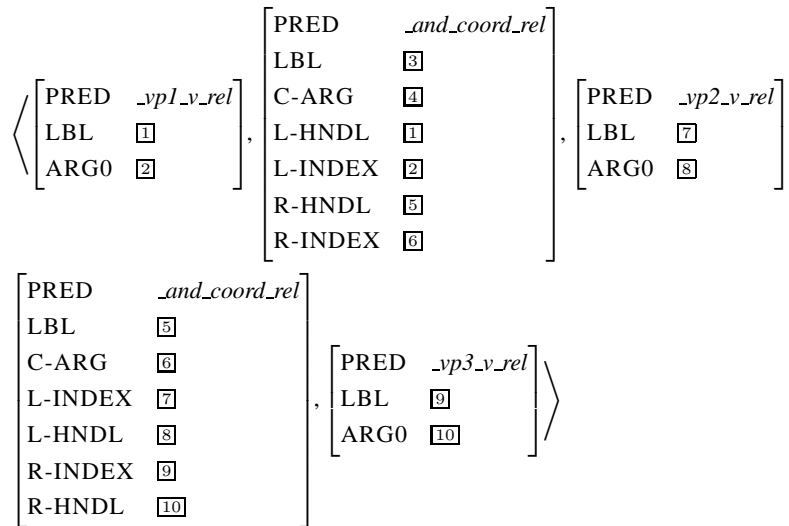 PRED _and_coord_rel
LBL 3
PRED _vp1_v_rel C-ARG 4 PRED _vp2_v_rel
⟨ LBL 1 , L-HNDL 1 , LBL 7
ARG0 2 L-INDEX 2 ARG0 8
R-HNDL 5
R-INDEX 6
PRED _and_coord_rel
LBL 5
C-ARG 6 PRED _vp3_v_rel
L-INDEX 7 , LBL 9 ⟩
L-HNDL 8 ARG0 10
R-INDEX 9
R-HNDL 10